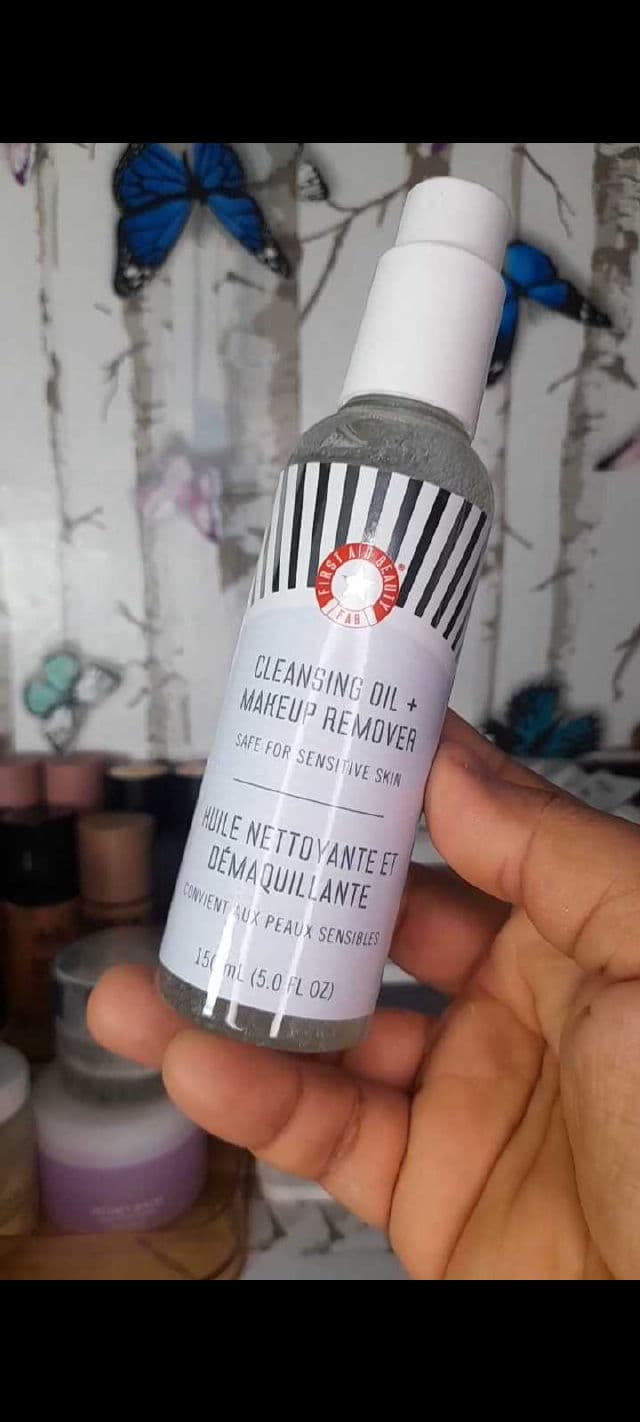 FIRST AID BEAUTY
FAB
CLEANSING OIL +
MAKEUP REMOVER
SAFE FOR SENSITIVE SKIN
HUILE NETTOYANTE ET
DÉMAQUILLANTE
CONVIENT AUX PEAUX SENSIBLES
150 mL (5.0 FL OZ)